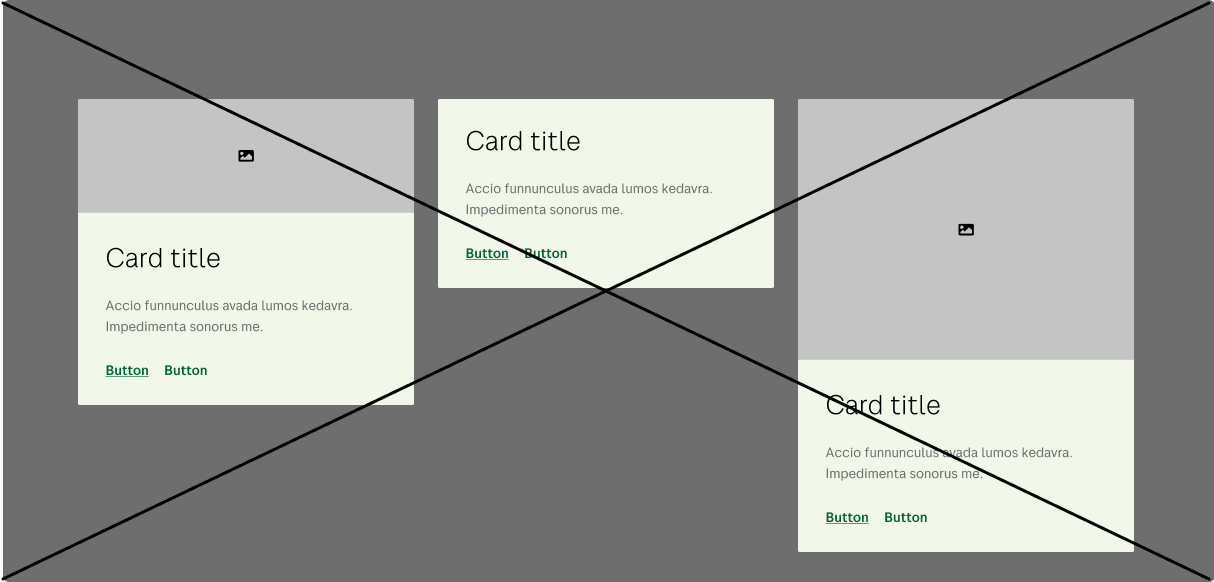 Card title
Accio funnunculus avada lumos kedavra.
Impedimenta sonorus me.
Button Button
Card title
Accio funnunculus avada lumos kedavra.
Impedimenta sonorus me.
Button Button
Card title
Accio funnunculus avada lumos kedavra.
Impedimenta sonorus me.
Button Button